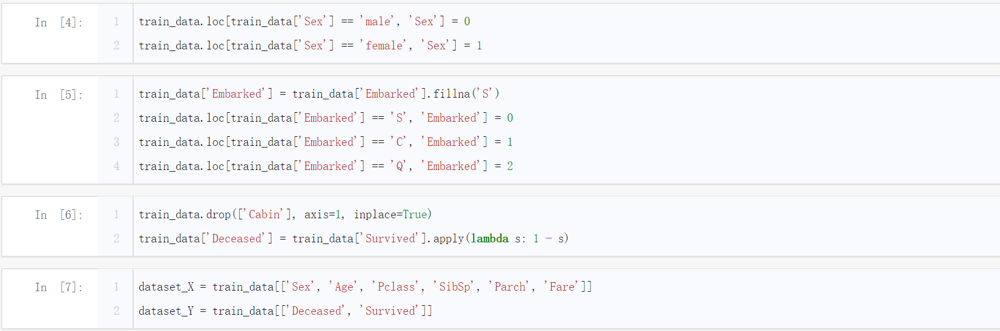 In [4]:
1 train_data.loc[train_data['Sex'] == 'male', 'Sex'] = 0
2 train_data.loc[train_data['Sex'] == 'female', 'Sex'] = 1
In [5]:
1 train_data['Embarked'] = train_data['Embarked'].fillna('S')
2 train_data.loc[train_data['Embarked'] == 'S', 'Embarked'] = 0
3 train_data.loc[train_data['Embarked'] == 'C', 'Embarked'] = 1
4 train_data.loc[train_data['Embarked'] == 'Q', 'Embarked'] = 2
In [6]:
1 train_data.drop(['Cabin'], axis=1, inplace=True)
2 train_data['Deceased'] = train_data['Survived'].apply(lambda s: 1 - s)
In [7]:
1 dataset_X = train_data[['Sex', 'Age', 'Pclass', 'SibSp', 'Parch', 'Fare']]
2 dataset_Y = train_data[['Deceased', 'Survived']]